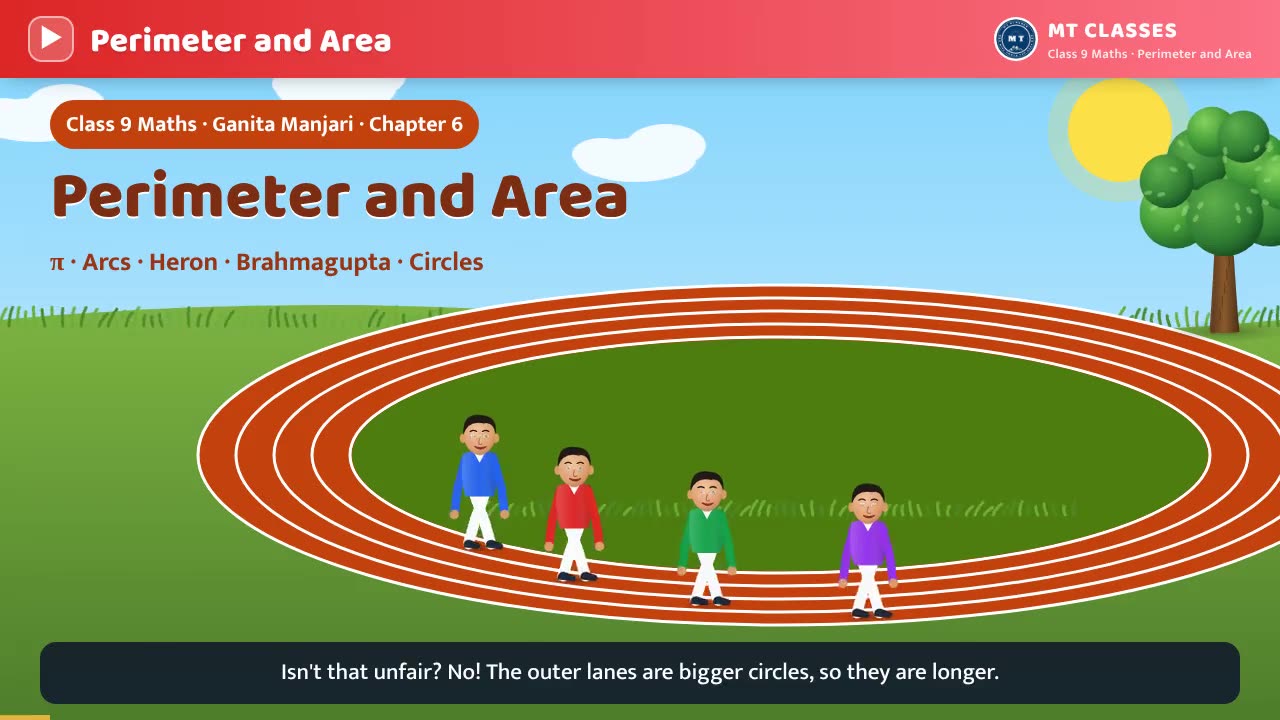 Perimeter and Area
MT
MT CLASSES
Class 9 Maths · Perimeter and Area
Class 9 Maths · Ganita Manjari · Chapter 6
Perimeter and Area
π · Arcs · Heron · Brahmagupta · Circles
Isn't that unfair? No! The outer lanes are bigger circles, so they are longer.